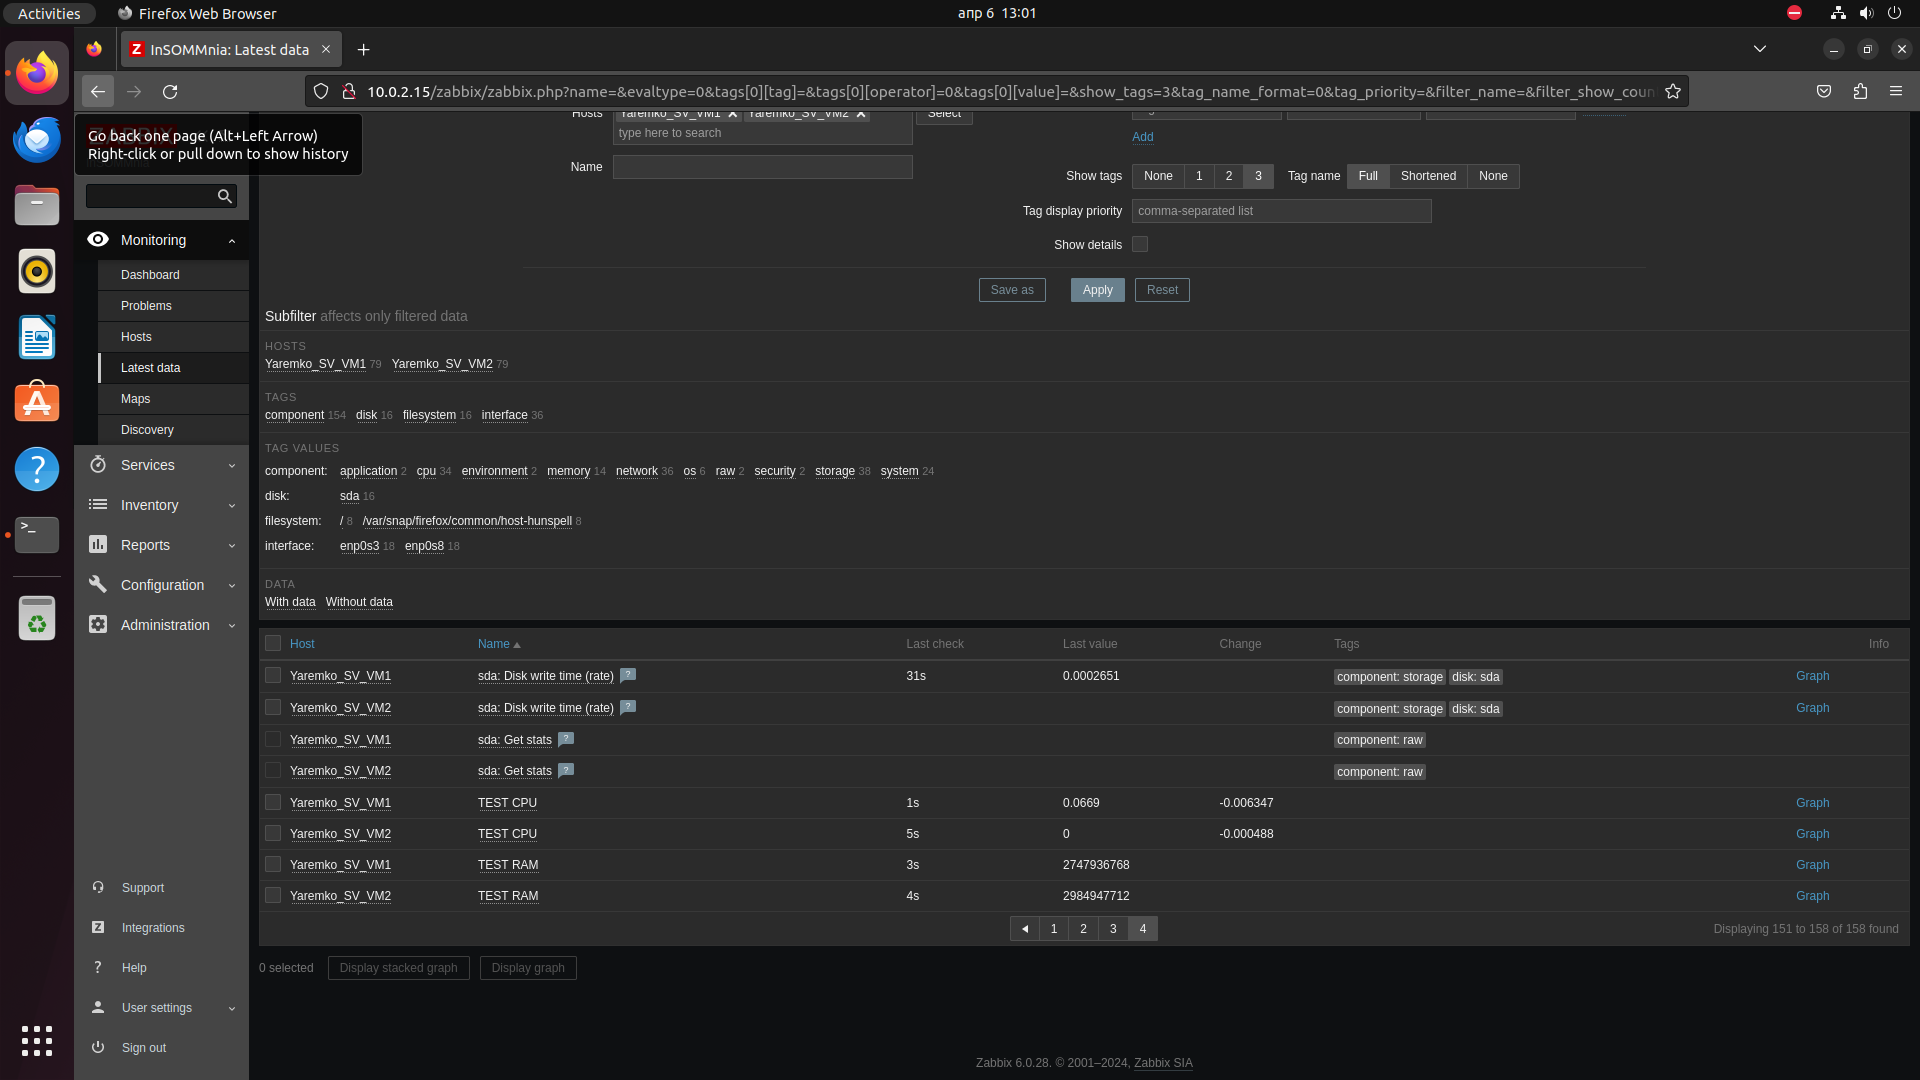 Activities
Firefox Web Browser
апр 6 13:01
InSOMMnia: Latest data
10.0.2.15/zabbix/zabbix.php?name=&evaltype=0&tags[0][tag]=&tags[0][operator]=0&tags[0][value]=&show_tags=3&tag_name_format=0&tag_priority=&filter_name=&filter_show_coun
Go back one page (Alt+Left Arrow)
Right-click or pull down to show history
Monitoring
Dashboard
Problems
Hosts
Latest data
Maps
Discovery
Services
Inventory
Reports
Configuration
Administration
Support
Integrations
Help
User settings
Sign out
Hosts Yaremko_SV_VM1 Yaremko_SV_VM2 Select
type here to search
Name
Add
Show tags None 1 2 3 Tag name Full Shortened None
Tag display priority comma-separated list
Show details
Save as Apply Reset
Subfilter affects only filtered data
HOSTS
Yaremko_SV_VM1 79 Yaremko_SV_VM2 79
TAGS
component 154 disk 16 filesystem 16 interface 36
TAG VALUES
component: application 2 cpu 34 environment 2 memory 14 network 36 os 6 raw 2 security 2 storage 38 system 24
disk: sda 16
filesystem: / 8 /var/snap/firefox/common/host-hunspell 8
interface: enp0s3 18 enp0s8 18
DATA
With data Without data
Host Name Last check Last value Change Tags Info
Yaremko_SV_VM1 sda: Disk write time (rate) ? 31s 0.0002651 component: storage disk: sda Graph
Yaremko_SV_VM2 sda: Disk write time (rate) ? component: storage disk: sda Graph
Yaremko_SV_VM1 sda: Get stats ? component: raw
Yaremko_SV_VM2 sda: Get stats ? component: raw
Yaremko_SV_VM1 TEST CPU 1s 0.0669 -0.006347 Graph
Yaremko_SV_VM2 TEST CPU 5s 0 -0.000488 Graph
Yaremko_SV_VM1 TEST RAM 3s 2747936768 Graph
Yaremko_SV_VM2 TEST RAM 4s 2984947712 Graph
1 2 3 4
Displaying 151 to 158 of 158 found
0 selected Display stacked graph Display graph
Zabbix 6.0.28. © 2001–2024, Zabbix SIA